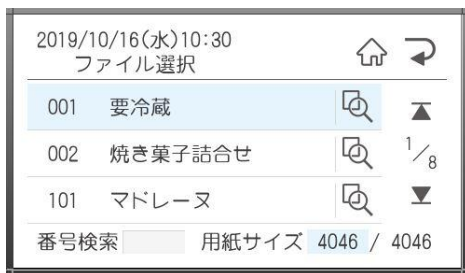 2019/10/16(水)10:30
ファイル選択
001 要冷蔵
002 焼き菓子詰合せ
1/8
101 マドレーヌ
番号検索 用紙サイズ 4046 / 4046